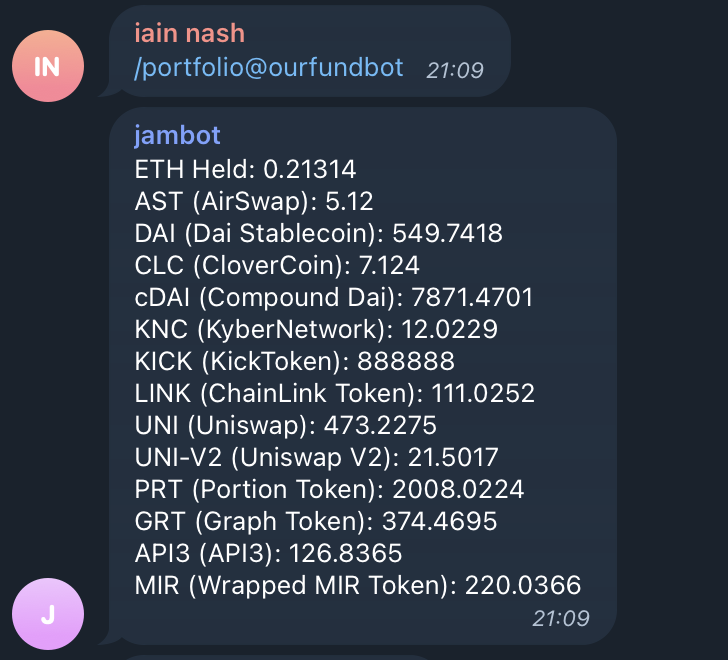 IN
iain nash
/portfolio@ourfundbot 21:09
jambot
ETH Held: 0.21314
AST (AirSwap): 5.12
DAI (Dai Stablecoin): 549.7418
CLC (CloverCoin): 7.124
cDAI (Compound Dai): 7871.4701
KNC (KyberNetwork): 12.0229
KICK (KickToken): 888888
LINK (ChainLink Token): 111.0252
UNI (Uniswap): 473.2275
UNI-V2 (Uniswap V2): 21.5017
PRT (Portion Token): 2008.0224
GRT (Graph Token): 374.4695
API3 (API3): 126.8365
MIR (Wrapped MIR Token): 220.0366
J
21:09